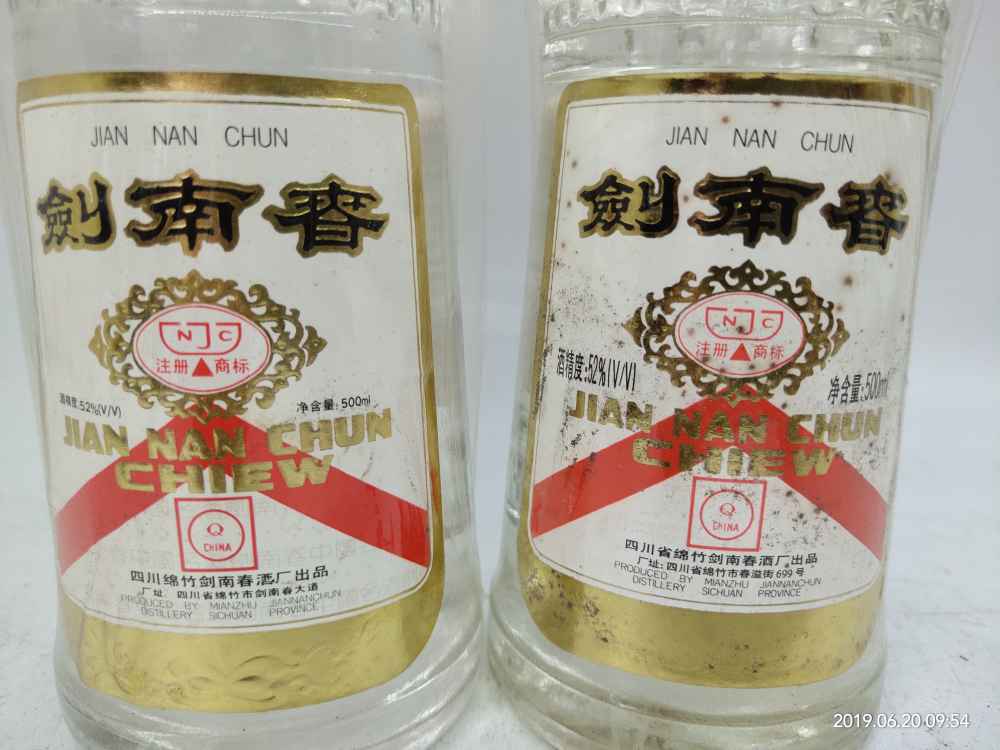 JIAN NAN CHUN
劍南春
N J C
注册 商标
酒精度:52%(V/V)
净含量:500ml
JIAN NAN CHUN
CHIEW
Q
CHINA
四川绵竹剑南春酒厂出品
厂址 四川省绵竹市剑南春大道
PRODUCED BY MIANZHU JIANNANCHUN
DISTILLERY SICHUAN PROVINCE
JIAN NAN CHUN
劍南春
N J C
注册 商标
酒精度:52%(V/V)
净含量:500ml
JIAN NAN CHUN
CHIEW
Q
CHINA
四川省绵竹剑南春酒厂出品
厂址:四川省绵竹市春溢街699号
PRODUCED BY MIANZHU JIANNANCHUN
DISTILLERY SICHUAN PROVINCE
2019.06.20 09:54